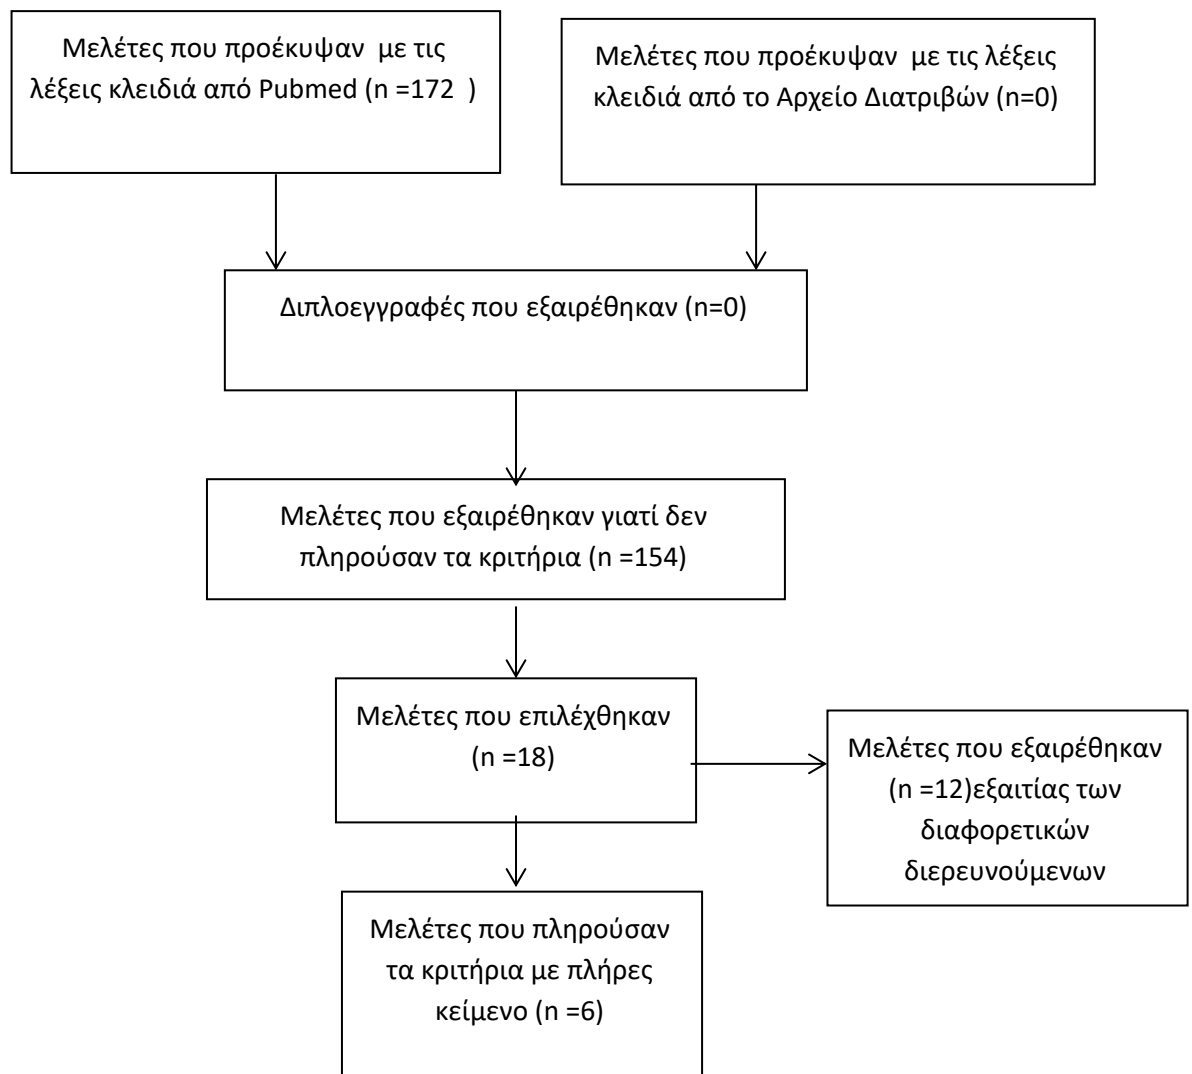 Μελέτες που προέκυψαν  με τις
λέξεις κλειδιά από Pubmed (n =172  )
Μελέτες που προέκυψαν  με τις λέξεις
κλειδιά από το Αρχείο Διατριβών (n=0)
Διπλοεγγραφές που εξαιρέθηκαν (n=0)
Μελέτες που εξαιρέθηκαν γιατί δεν
πληρούσαν τα κριτήρια (n =154)
Μελέτες που επιλέχθηκαν
(n =18)
Μελέτες που εξαιρέθηκαν
(n =12)εξαιτίας των
διαφορετικών
διερευνούμενων
Μελέτες που πληρούσαν
τα κριτήρια με πλήρες
κείμενο (n =6)